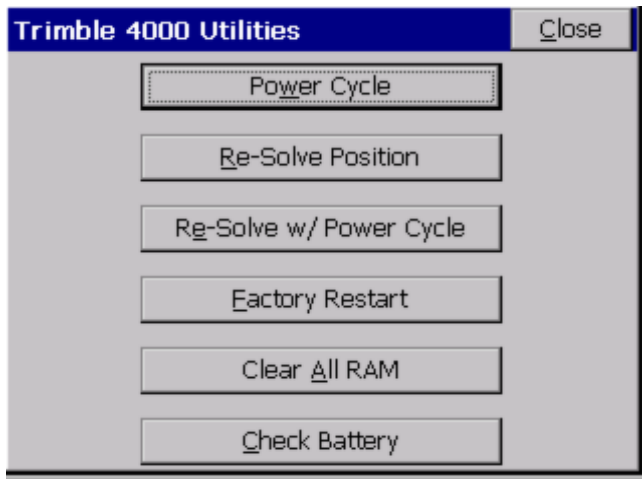 Trimble 4000 Utilities
Close
Power Cycle
Re-Solve Position
Re-Solve w/ Power Cycle
Factory Restart
Clear All RAM
Check Battery